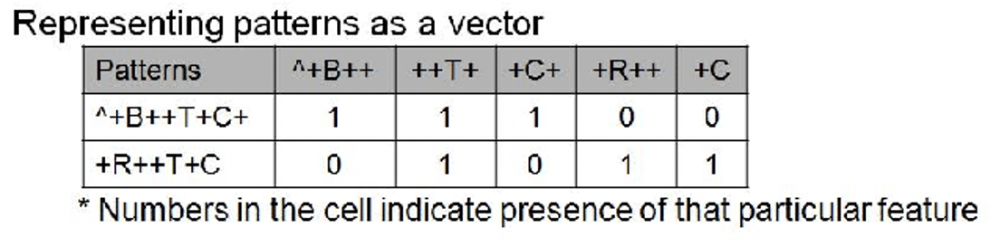 Representing patterns as a vector
Patterns ^+B++ ++T+ +C+ +R++ +C
^+B++T+C+ 1 1 1 0 0
+R++T+C 0 1 0 1 1
* Numbers in the cell indicate presence of that particular feature